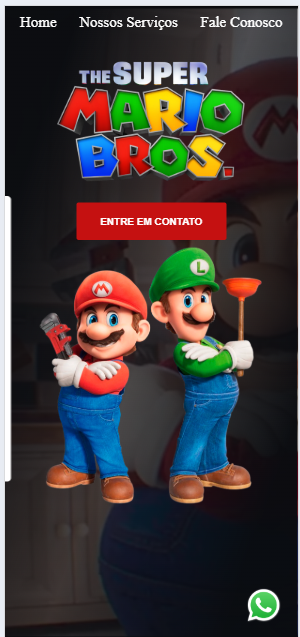 Home Nossos Serviços Fale Conosco
THE SUPER
MARIO
BROS.
ENTRE EM CONTATO
M
L